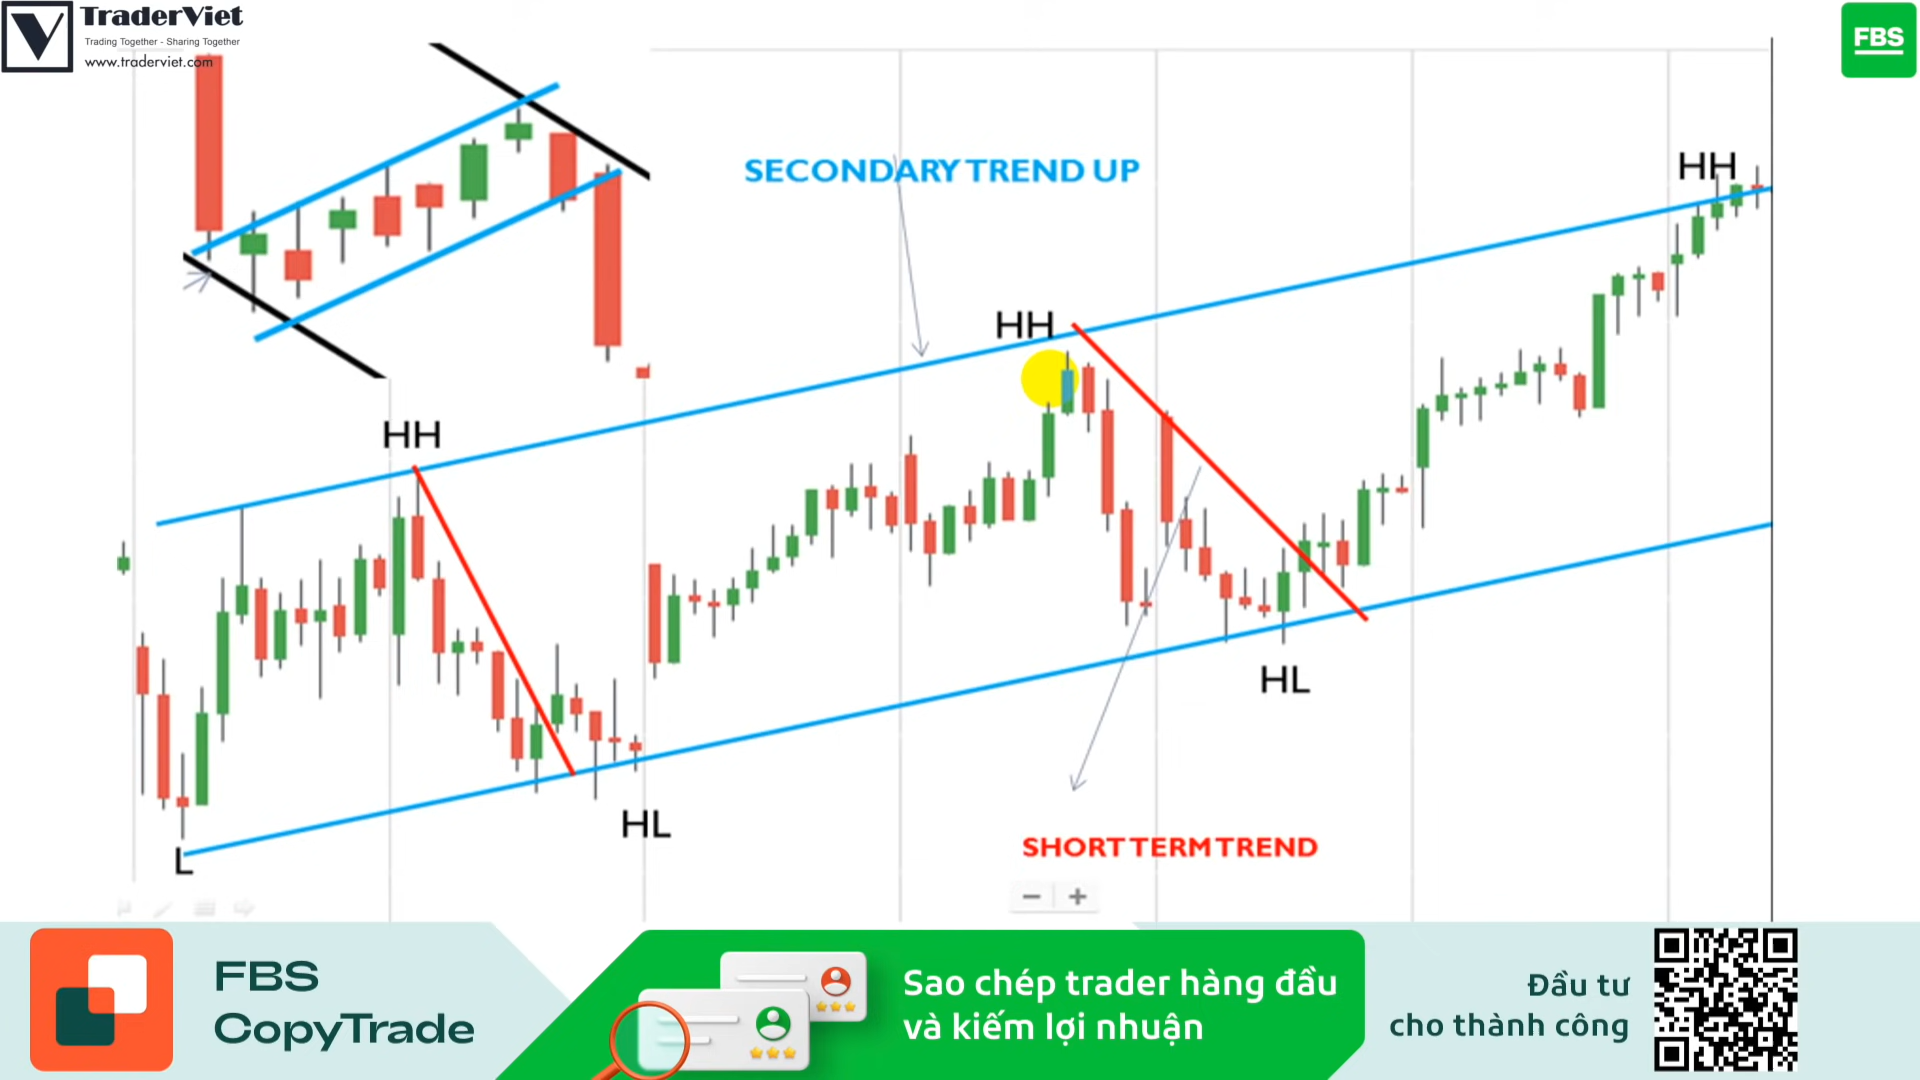 TraderViet
Trading Together - Sharing Together
www.traderviet.com
FBS
SECONDARY TREND UP
HH
HH
HH
HL
HL
L
SHORT TERM TREND
FBS
CopyTrade
Sao chép trader hàng đầu
và kiếm lợi nhuận
Đầu tư
cho thành công